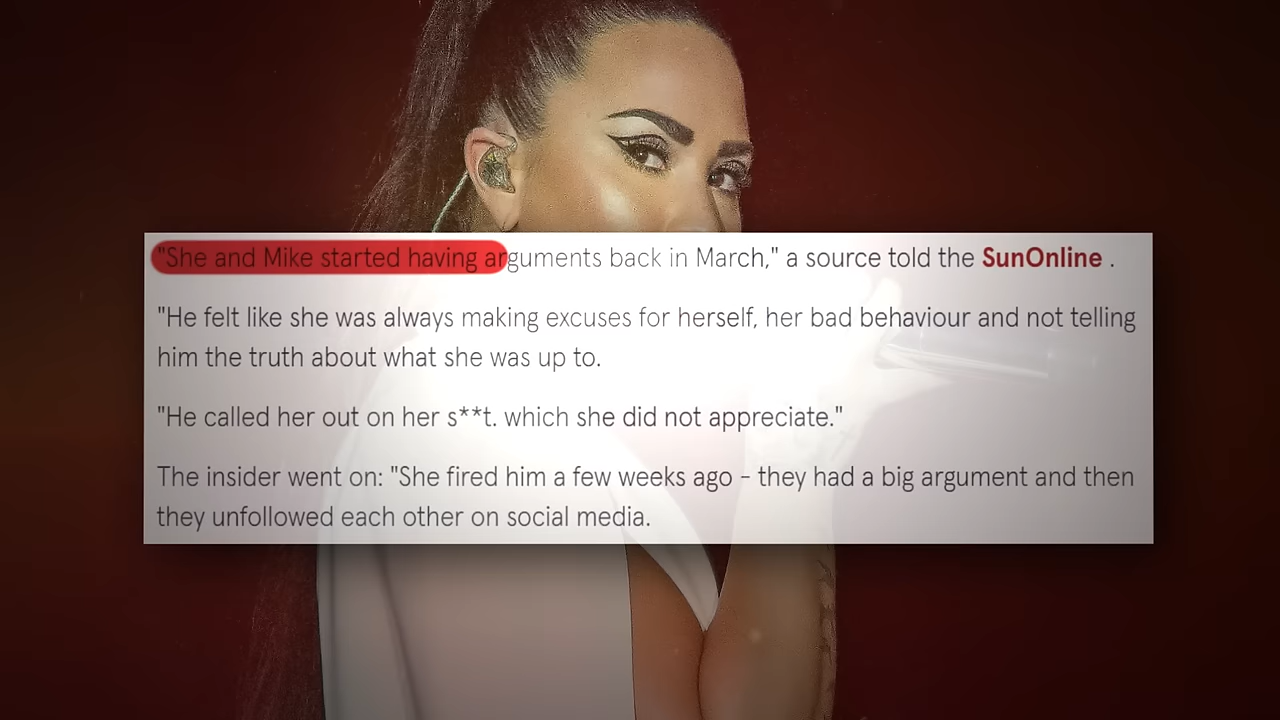 "She and Mike started having arguments back in March," a source told the SunOnline .
"He felt like she was always making excuses for herself, her bad behaviour and not telling
him the truth about what she was up to.
"He called her out on her s**t. which she did not appreciate."
The insider went on: "She fired him a few weeks ago - they had a big argument and then
they unfollowed each other on social media.